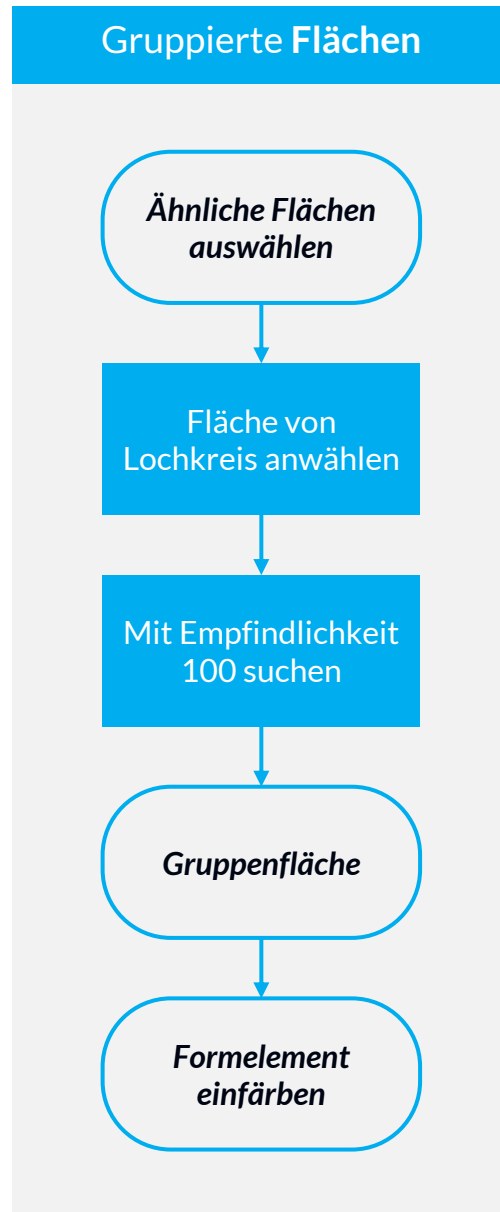 Gruppierte Flächen
Ähnliche Flächen
auswählen
Fläche von
Lochkreis anwählen
Mit Empfindlichkeit
100 suchen
Gruppenfläche
Formelement
einfärben